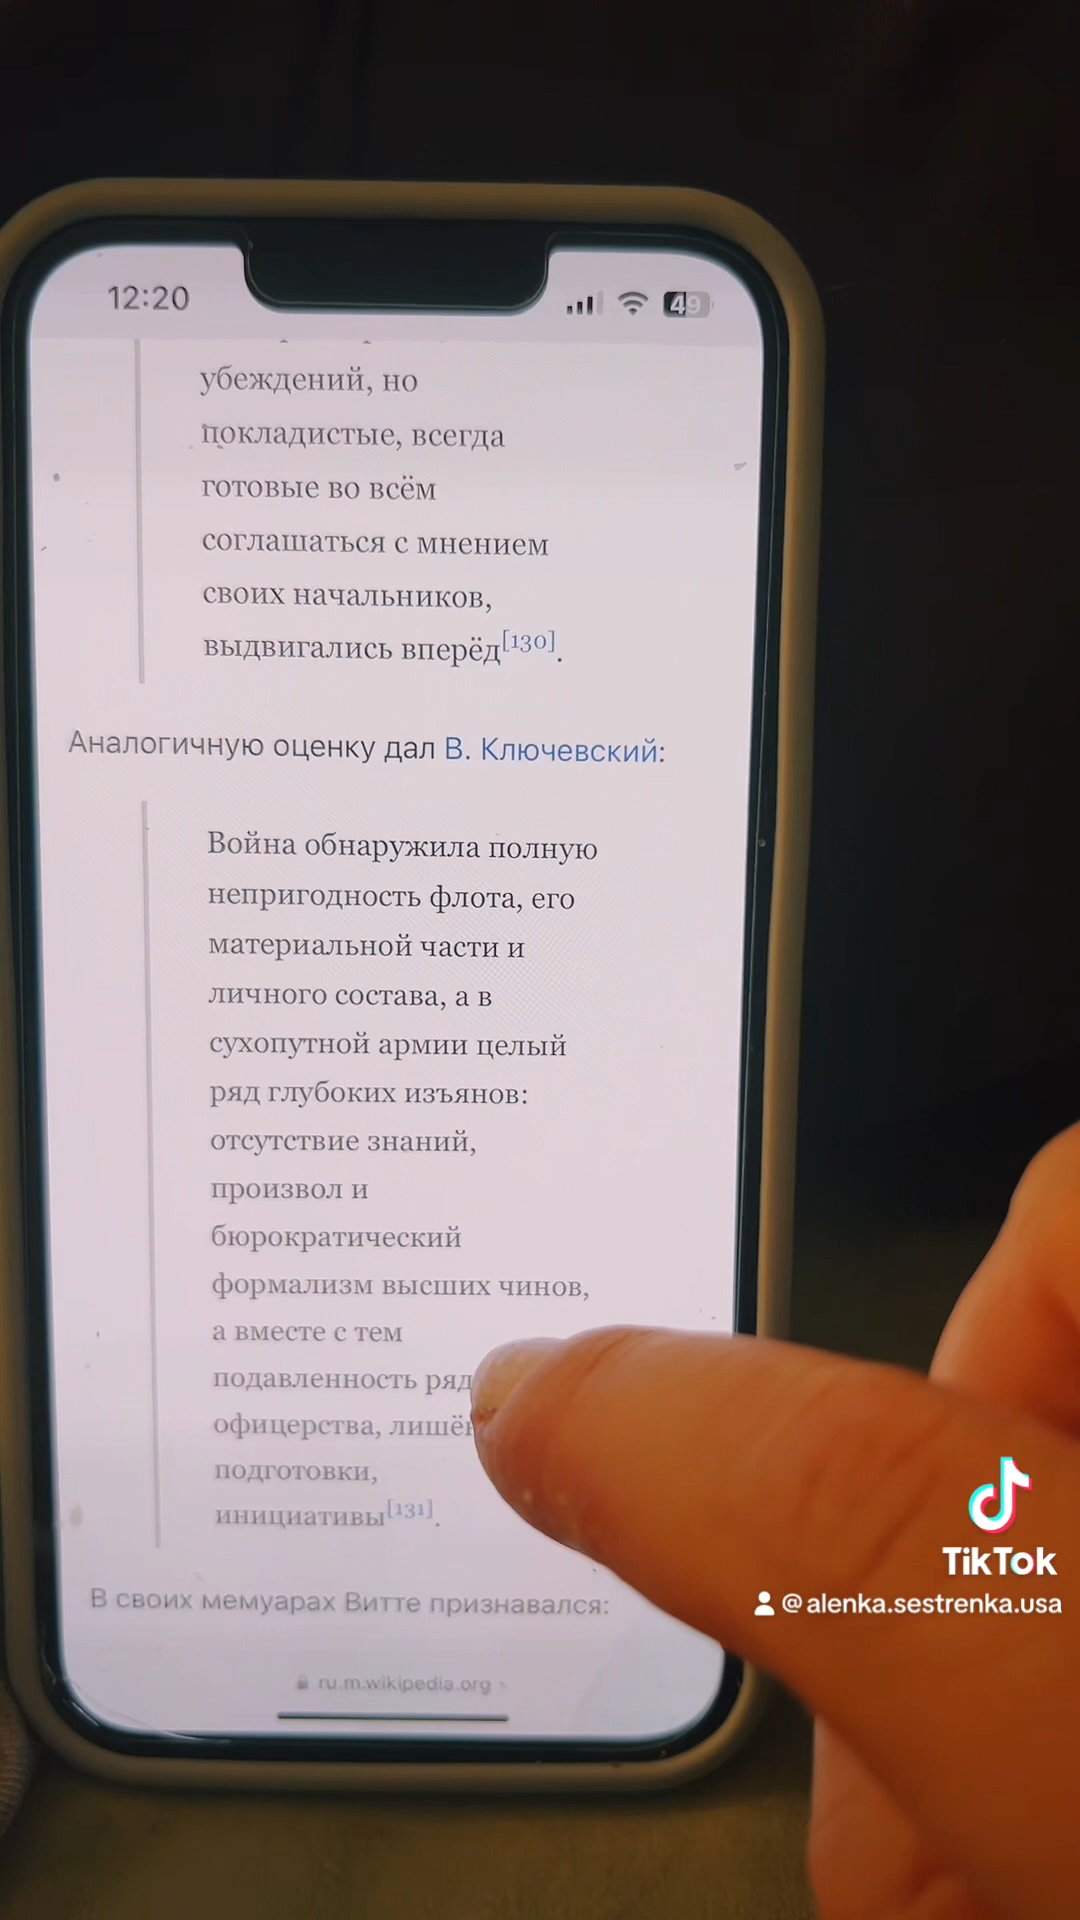 12:20
49
убеждений, но
покладистые, всегда
готовые во всём
соглашаться с мнением
своих начальников,
выдвигались вперёд[130].
Аналогичную оценку дал В. Ключевский:
Война обнаружила полную
непригодность флота, его
материальной части и
личного состава, а в
сухопутной армии целый
ряд глубоких изъянов:
отсутствие знаний,
произвол и
бюрократический
формализм высших чинов,
а вместе с тем
подавленность
офицерства,
подготовки,
инициативы[131].
В своих мемуарах Витте признавался:
ru.m.wikipedia.org
TikTok
@alenka.sestrenka.usa